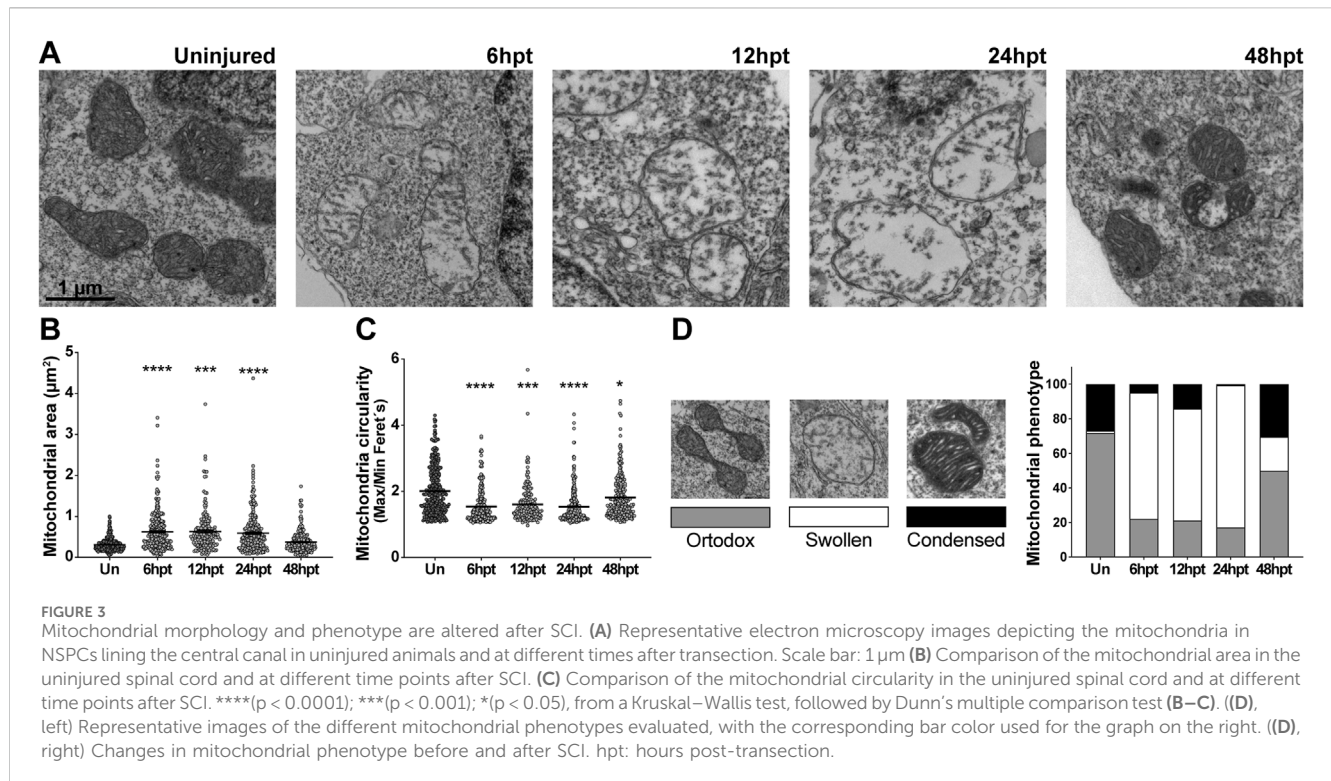 A
Uninjured
6hpt
12hpt
24hpt
48hpt
1 µm
B
Mitochondrial area (µm²)
5
4
3
2
1
0
**** *** ****
Un 6hpt 12hpt 24hpt 48hpt
C
Mitochondria circularity
(Max/Min Feret´s)
6
4
2
0
**** *** **** *
Un 6hpt 12hpt 24hpt 48hpt
D
Ortodox
Swollen
Condensed
Mitochondrial phenotype
100
80
60
40
20
0
Un 6hpt 12hpt 24hpt 48hpt
FIGURE 3
Mitochondrial morphology and phenotype are altered after SCI. (A) Representative electron microscopy images depicting the mitochondria in
NSPCs lining the central canal in uninjured animals and at different times after transection. Scale bar: 1 µm (B) Comparison of the mitochondrial area in the
uninjured spinal cord and at different time points after SCI. (C) Comparison of the mitochondrial circularity in the uninjured spinal cord and at different
time points after SCI. ****(p < 0.0001); ***(p < 0.001); *(p < 0.05), from a Kruskal–Wallis test, followed by Dunn's multiple comparison test (B–C). ((D),
left) Representative images of the different mitochondrial phenotypes evaluated, with the corresponding bar color used for the graph on the right. ((D),
right) Changes in mitochondrial phenotype before and after SCI. hpt: hours post-transection.